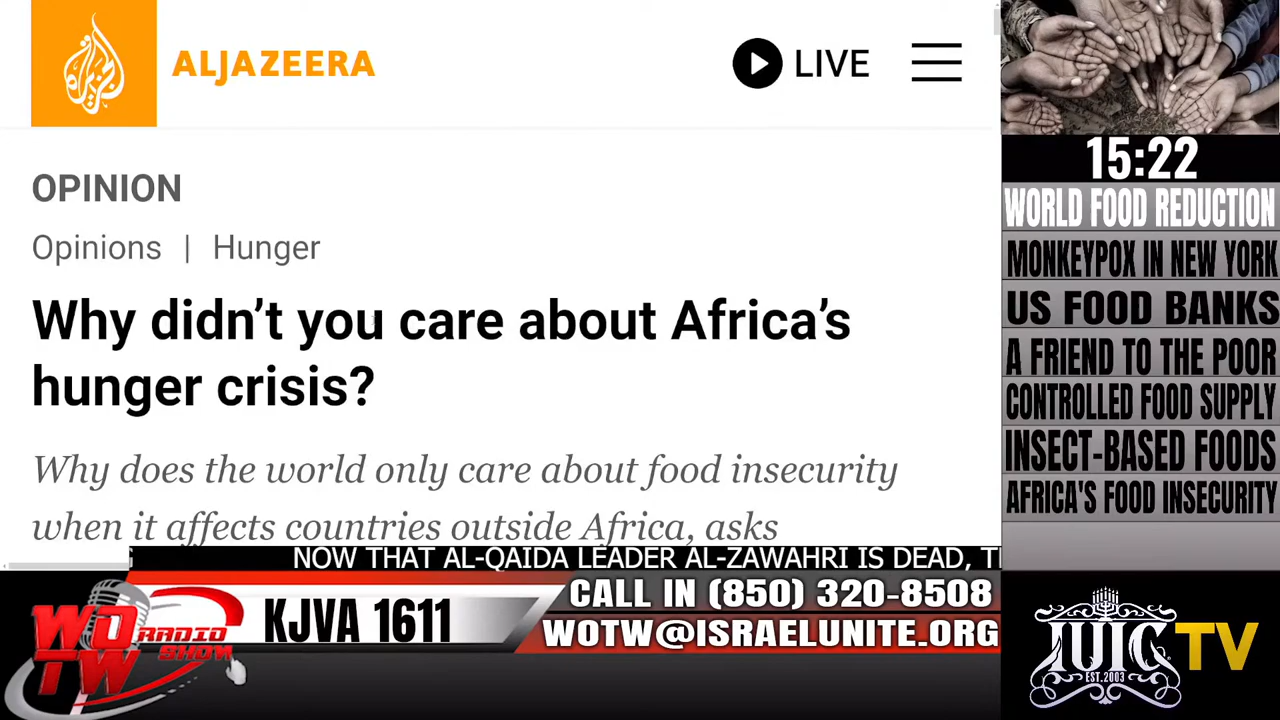 ALJAZEERA
LIVE
OPINION
Opinions | Hunger
Why didn't you care about Africa's
hunger crisis?
Why does the world only care about food insecurity
when it affects countries outside Africa, asks
15:22
WORLD FOOD REDUCTION
MONKEYPOX IN NEW YORK
US FOOD BANKS
A FRIEND TO THE POOR
CONTROLLED FOOD SUPPLY
INSECT-BASED FOODS
AFRICA'S FOOD INSECURITY
NOW THAT AL-QAIDA LEADER AL-ZAWAHRI IS DEAD,
WOTW RADIO SHOW
KJVA 1611
CALL IN (850) 320-8508
WOTW@ISRAELUNITE.ORG
IUIC TV
EST.2003